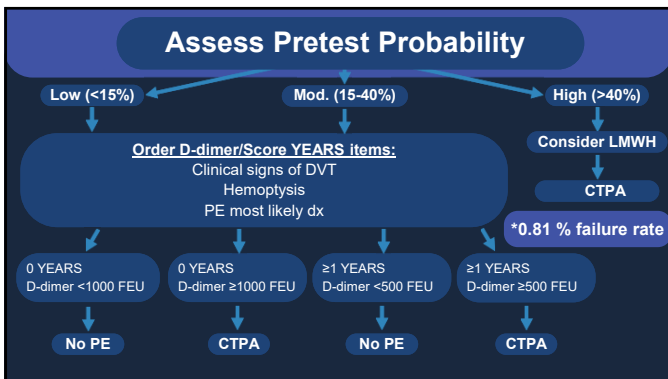 Assess Pretest Probability
Low (<15%)
Mod. (15-40%)
High (>40%)
Order D-dimer/Score YEARS items:
Clinical signs of DVT
Hemoptysis
PE most likely dx
Consider LMWH
CTPA
*0.81 % failure rate
0 YEARS
D-dimer <1000 FEU
0 YEARS
D-dimer ≥1000 FEU
≥1 YEARS
D-dimer <500 FEU
≥1 YEARS
D-dimer ≥500 FEU
No PE
CTPA
No PE
CTPA